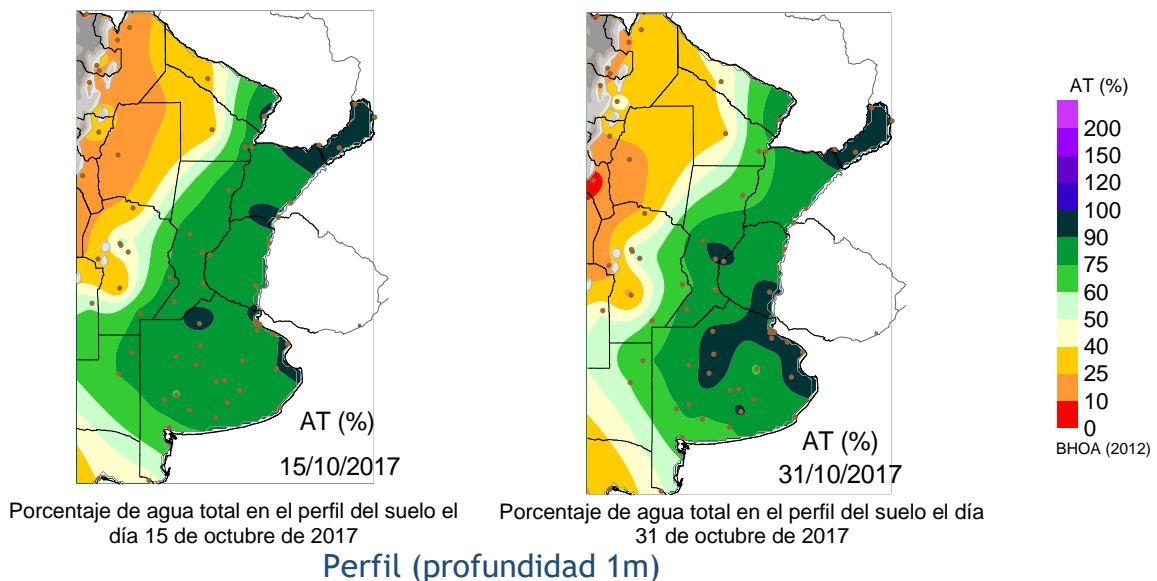 AT (%)
15/10/2017
Porcentaje de agua total en el perfil del suelo el
día 15 de octubre de 2017
AT (%)
31/10/2017
Porcentaje de agua total en el perfil del suelo el día
31 de octubre de 2017
AT (%)
200
150
120
100
90
75
60
50
40
25
10
0
BHOA (2012)
Perfil (profundidad 1m)